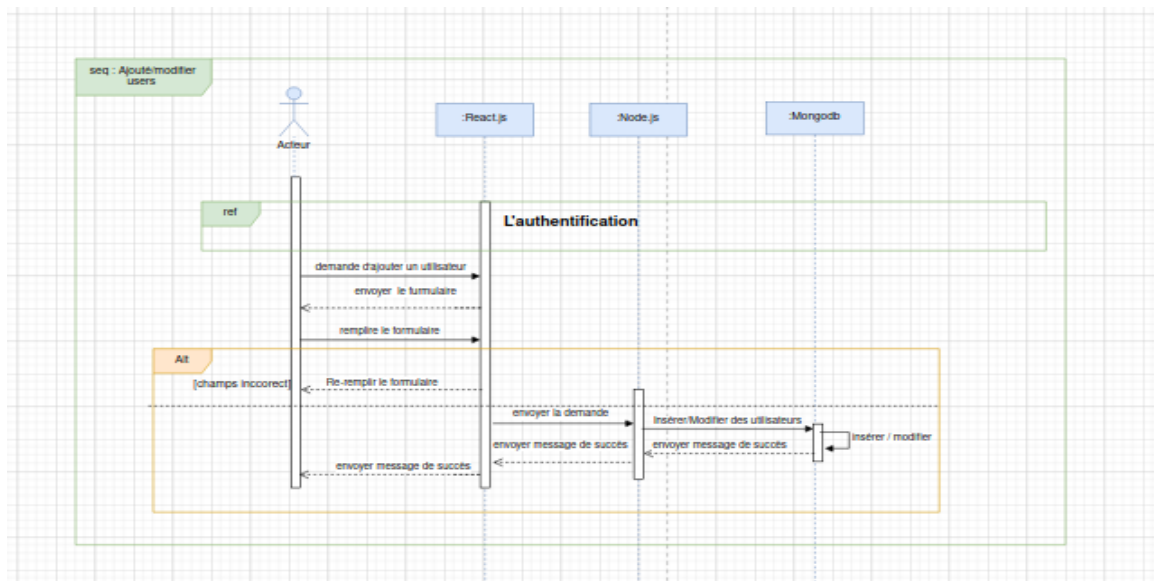 seq : Ajouté/modifier
users
:React.js
:Node.js
:Mongodb
Acteur
ref
L'authentification
demande d'ajouter un utilisateur
envoyer le furmulaire
remplire le formulaire
Alt
[champs inccorect]
Re-remplir le formulaire
envoyer la demande
Insérer/Modifier des utilisateurs
insérer / modifier
envoyer message de succés
envoyer message de succés
envoyer message de succés